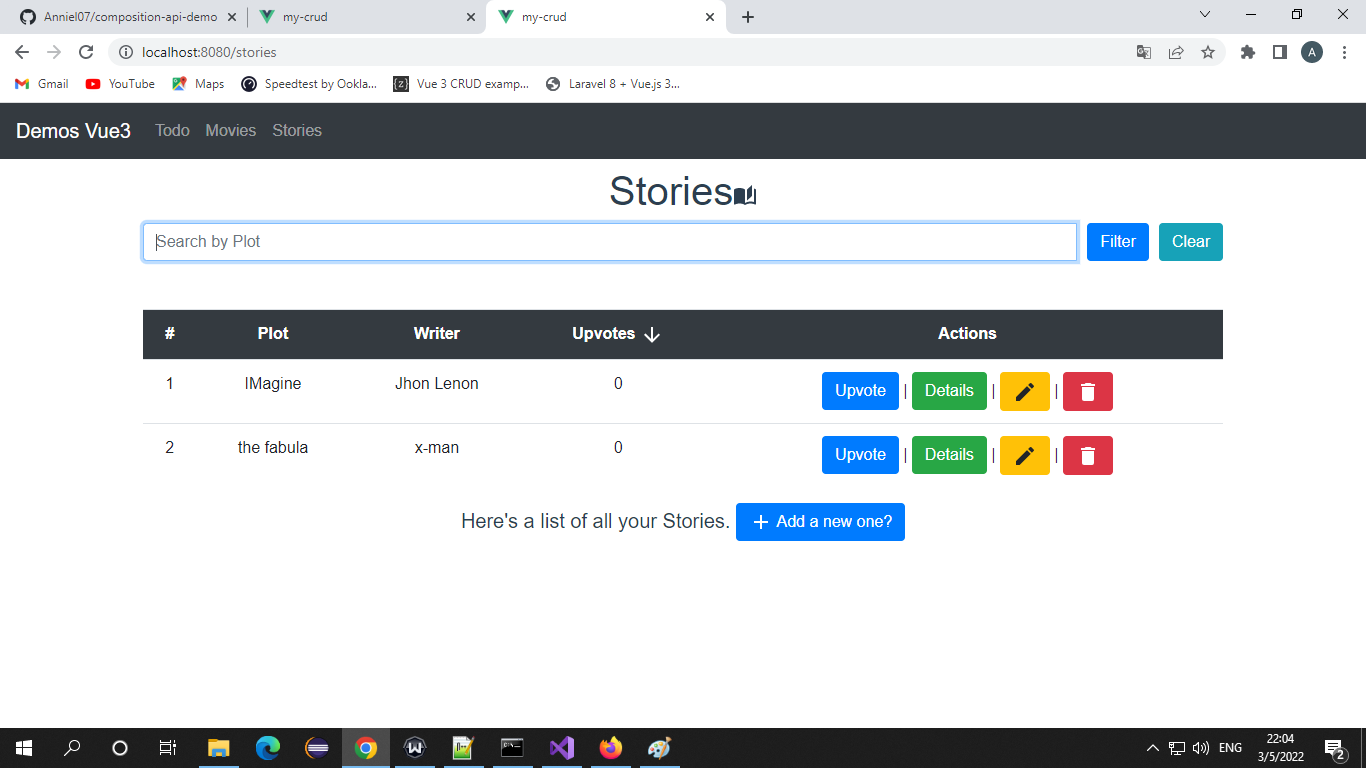 Anniel07/composition-api-demo my-crud my-crud
localhost:8080/stories A
Gmail YouTube Maps Speedtest by Ookla... {z} Vue 3 CRUD examp... Laravel 8 + Vue.js 3...
Demos Vue3 Todo Movies Stories
Stories
Search by Plot Filter Clear
# Plot Writer Upvotes Actions
1 IMagine Jhon Lenon 0 Upvote | Details | |
2 the fabula x-man 0 Upvote | Details | |
Here's a list of all your Stories. + Add a new one?
ENG 22:04
3/5/2022 2